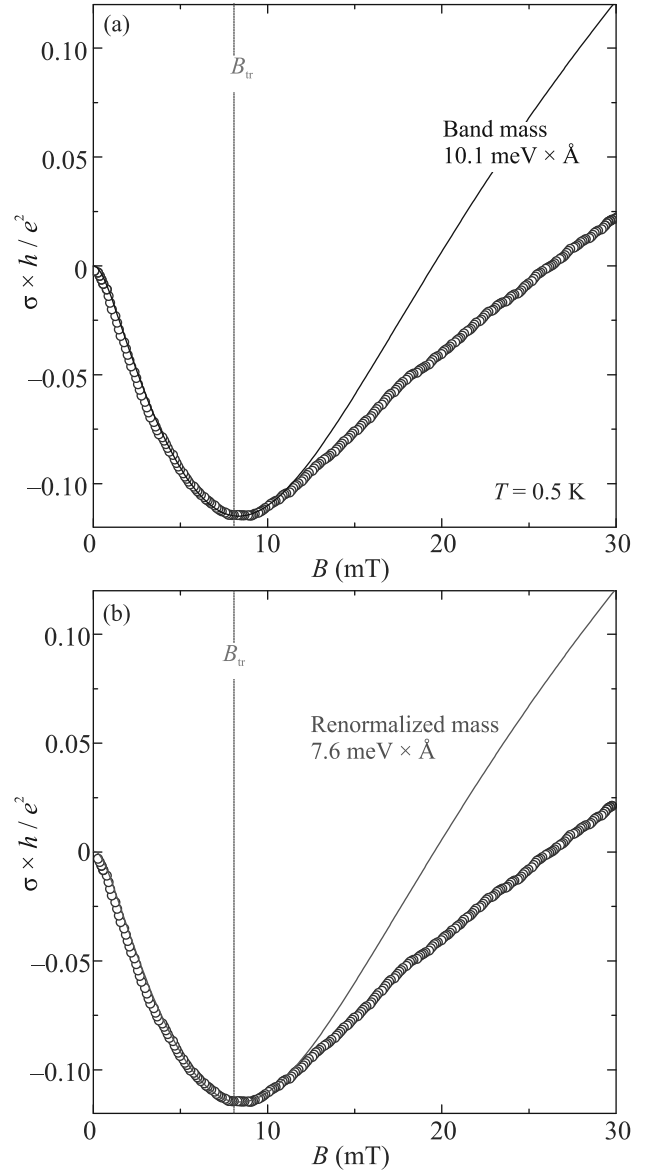 (a)
0.10
B_tr
Band mass
10.1 meV × Å
0.05
σ × h / e²
0
−0.05
−0.10
T = 0.5 K
0 10 20 30
B (mT)
(b)
0.10
B_tr
Renormalized mass
7.6 meV × Å
0.05
σ × h / e²
0
−0.05
−0.10
0 10 20 30
B (mT)